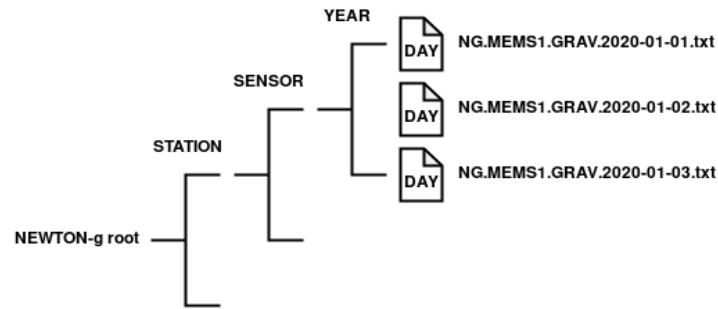 YEAR
DAY NG.MEMS1.GRAV.2020-01-01.txt
SENSOR
DAY NG.MEMS1.GRAV.2020-01-02.txt
STATION
DAY NG.MEMS1.GRAV.2020-01-03.txt
NEWTON-g root